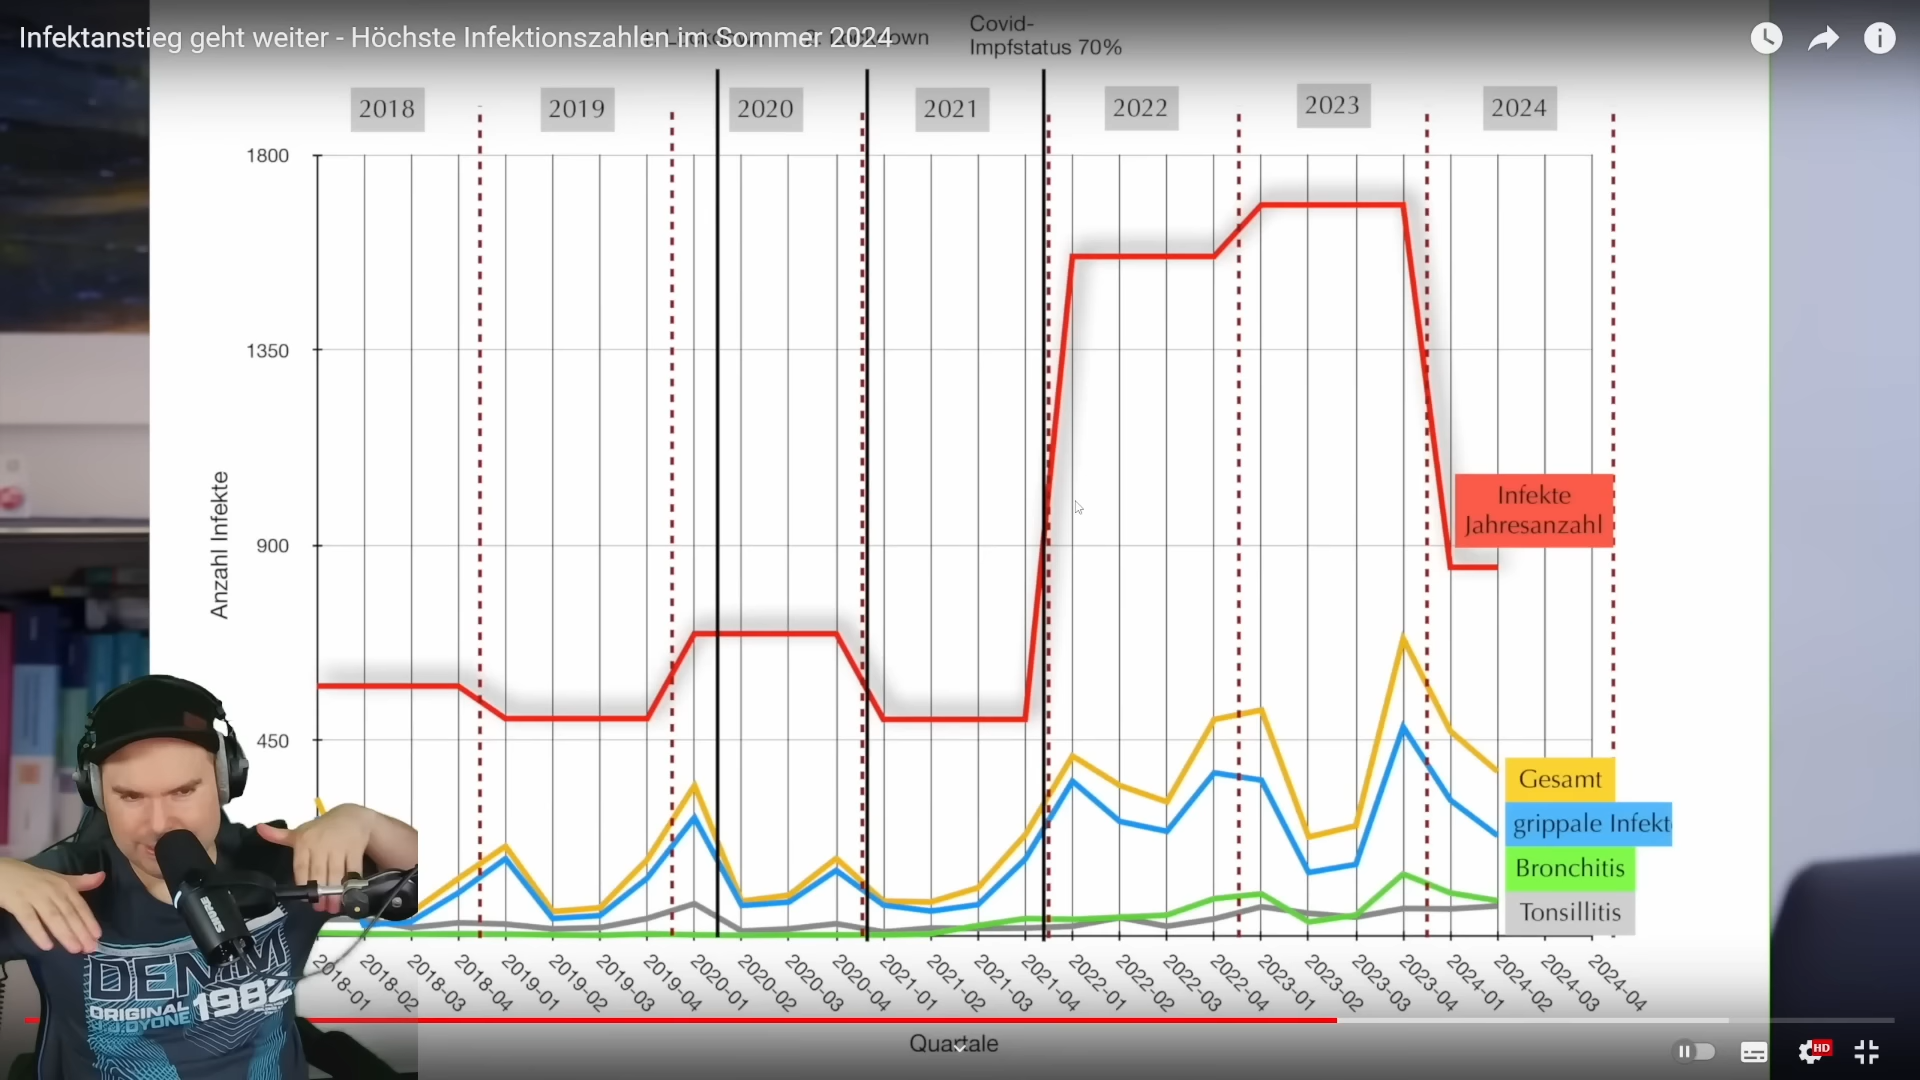 Infektanstieg geht weiter - Höchste Infektionszahlen im Sommer 2024
Covid-
Impfstatus 70%
2018
2019
2020
2021
2022
2023
2024
1800
1350
900
450
Anzahl Infekte
Infekte
Jahresanzahl
Gesamt
grippale Infekt
Bronchitis
Tonsillitis
2018-01
2018-02
2018-03
2018-04
2019-01
2019-02
2019-03
2019-04
2020-01
2020-02
2020-03
2020-04
2021-01
2021-02
2021-03
2021-04
2022-01
2022-02
2022-03
2022-04
2023-01
2023-02
2023-03
2023-04
2024-01
2024-02
2024-03
2024-04
Quartale
SHURE
DENIM
ORIGINAL
1982
HD